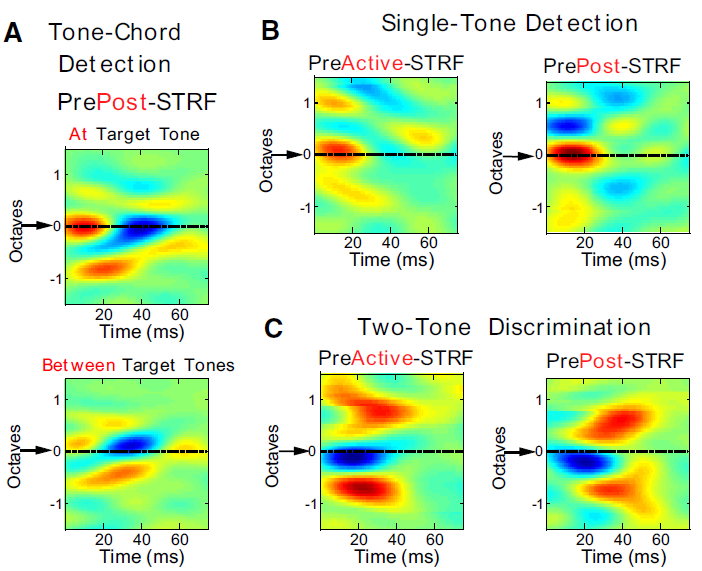 A
Tone-Chord
Detection
PrePost-STRF
At Target Tone
Octaves
1
0
-1
20 40 60
Time (ms)
Between Target Tones
Octaves
1
0
-1
20 40 60
Time (ms)
B
Single-Tone Detection
PreActive-STRF
Octaves
1
0
-1
20 40 60
Time (ms)
PrePost-STRF
Octaves
1
0
-1
20 40 60
Time (ms)
C
Two-Tone Discrimination
PreActive-STRF
Octaves
1
0
-1
20 40 60
Time (ms)
PrePost-STRF
Octaves
1
0
-1
20 40 60
Time (ms)